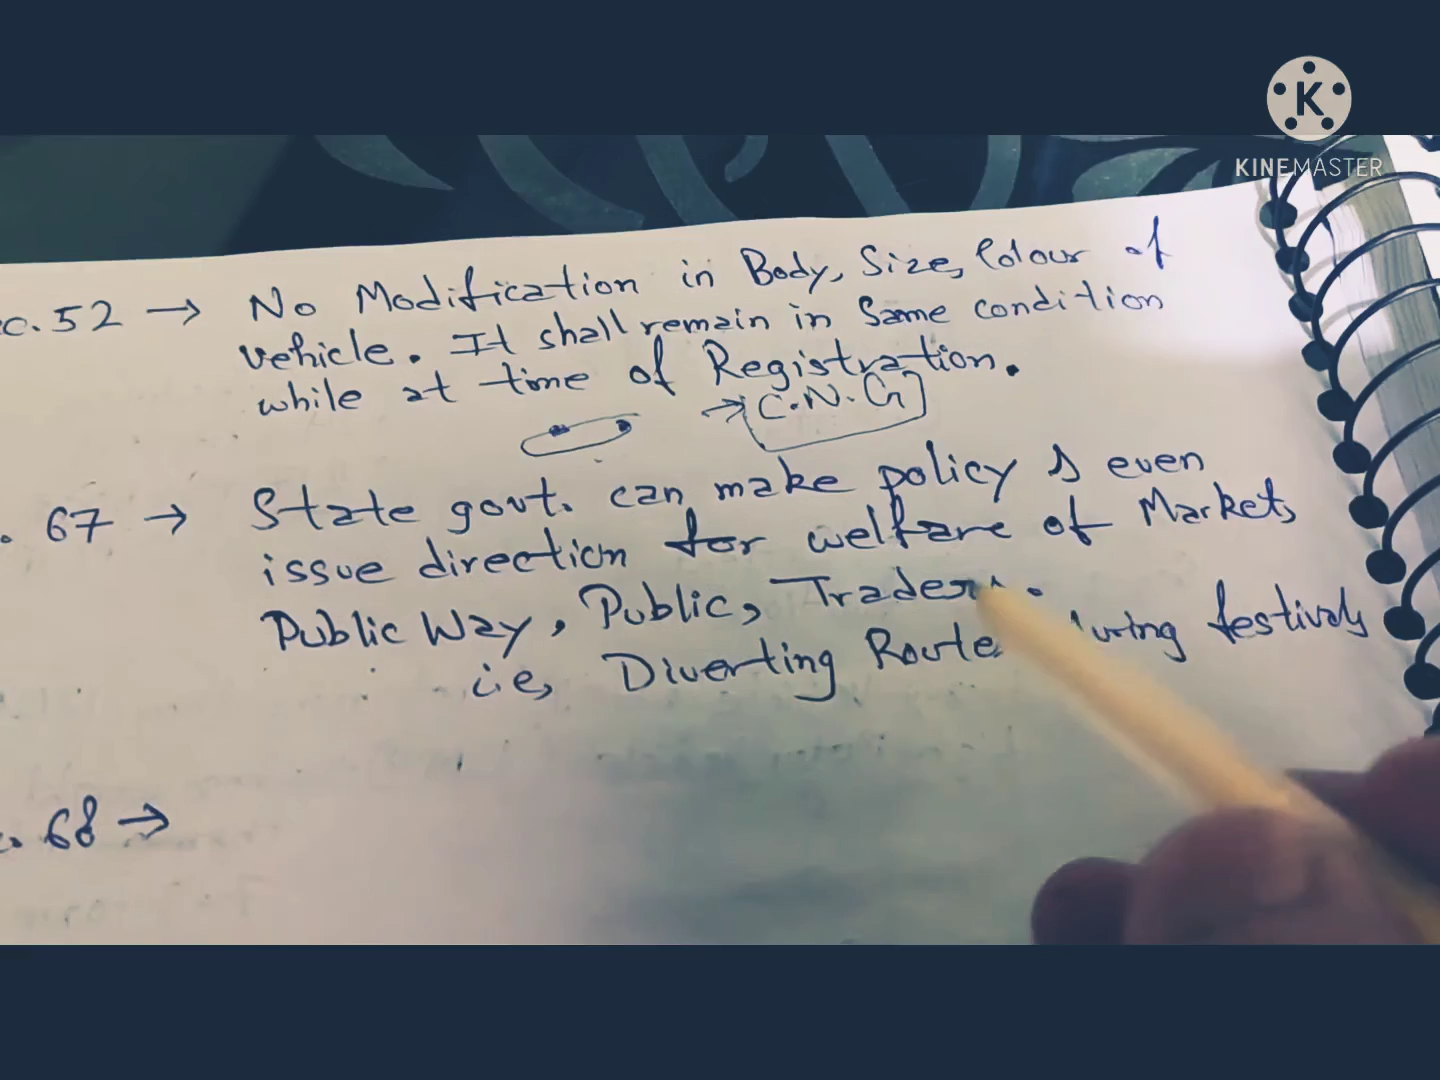 K
KINEMASTER
c. 52 → No Modification in Body, Size, Colour of
vehicle. It shall remain in Same condition
while at time of Registration.
→ C.N.G
. 67 → State govt. can make policy & even
issue direction for welfare of Markets
Public Way, Public, Traders.
i.e, Diverting Route during festivals
. 68 →